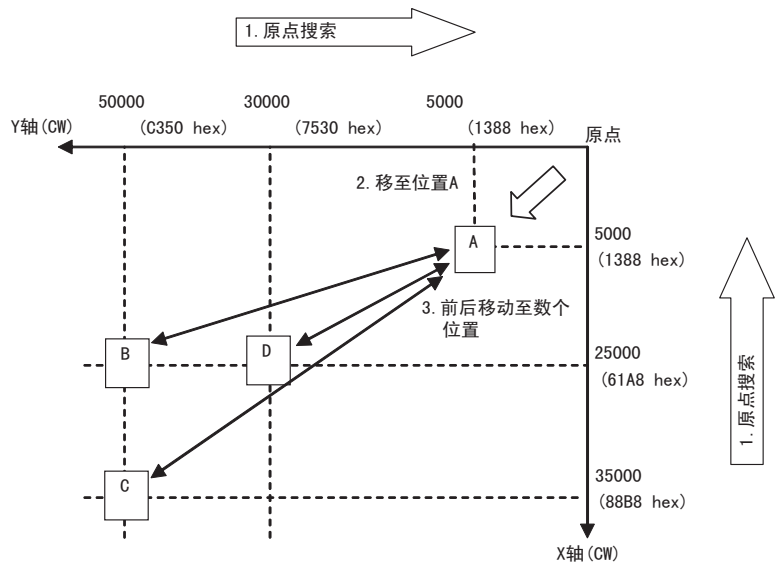 1.原点搜索
50000
30000
5000
Y轴(CW)
(C350 hex)
(7530 hex)
(1388 hex)
原点
2.移至位置A
A
5000
(1388 hex)
3.前后移动至数个
位置
B
D
25000
(61A8 hex)
1.原点搜索
C
35000
(88B8 hex)
X轴(CW)